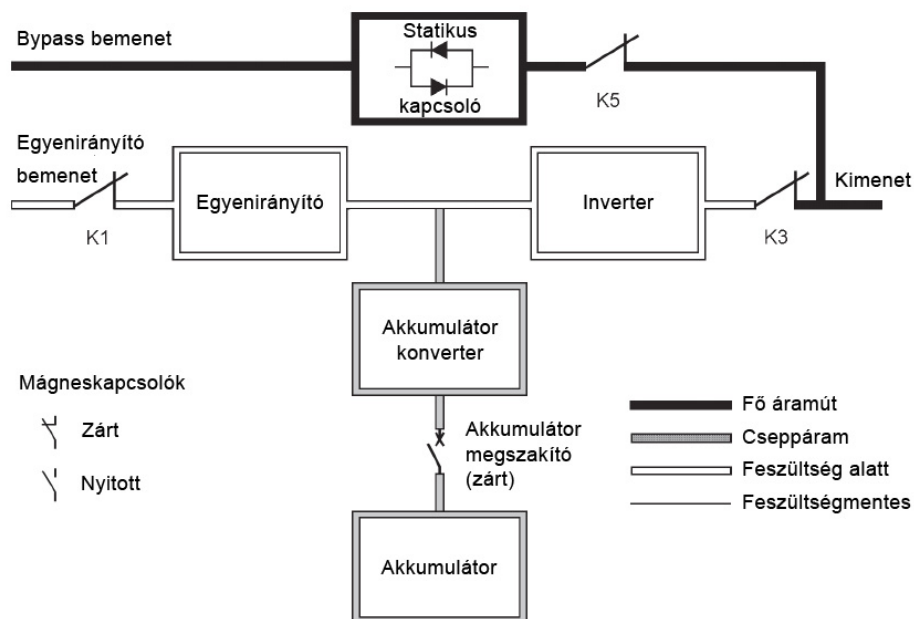 Bypass bemenet
Statikus
kapcsoló
K5
Egyenirányító
bemenet
K1
Egyenirányító
Inverter
K3
Kimenet
Akkumulátor
konverter
Mágneskapcsolók
Zárt
Nyitott
Akkumulátor
megszakító
(zárt)
Akkumulátor
Fő áramút
Cseppáram
Feszültség alatt
Feszültségmentes